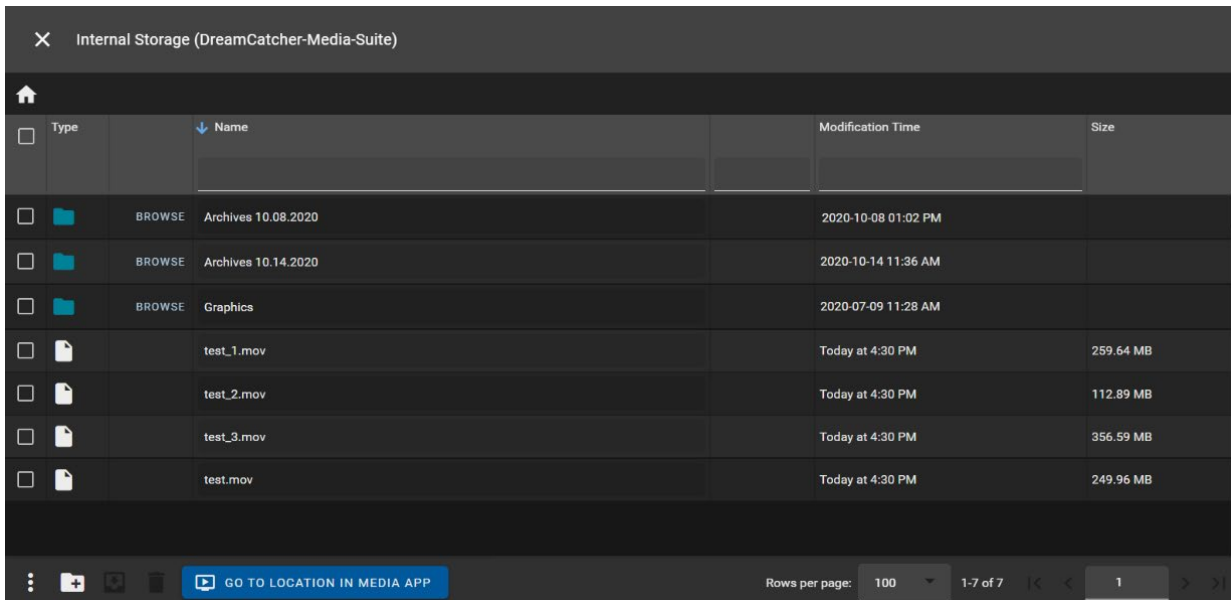 Internal Storage (DreamCatcher-Media-Suite)
Type Name Modification Time Size
BROWSE Archives 10.08.2020 2020-10-08 01:02 PM
BROWSE Archives 10.14.2020 2020-10-14 11:36 AM
BROWSE Graphics 2020-07-09 11:28 AM
test_1.mov Today at 4:30 PM 259.64 MB
test_2.mov Today at 4:30 PM 112.89 MB
test_3.mov Today at 4:30 PM 356.59 MB
test.mov Today at 4:30 PM 249.96 MB
GO TO LOCATION IN MEDIA APP Rows per page: 100 1-7 of 7 1